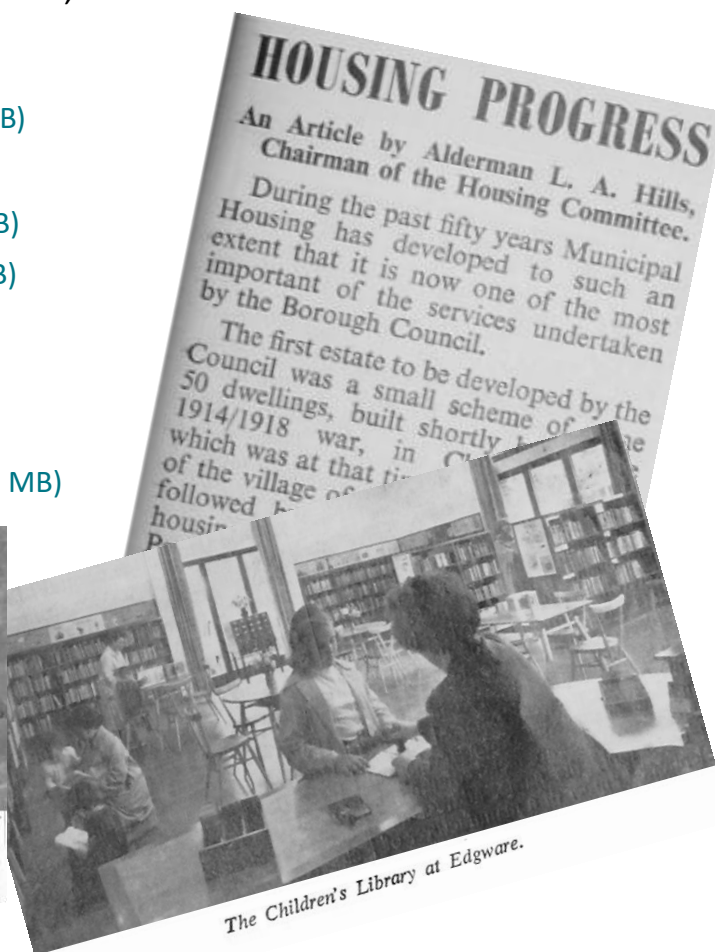 B)
B)
B)
MB)
HOUSING PROGRESS
An Article by Alderman L. A. Hills,
Chairman of the Housing Committee.
During the past fifty years Municipal
Housing has developed to such an
extent that it is now one of the most
important of the services undertaken
by the Borough Council.
The first estate to be developed by the
Council was a small scheme of
50 dwellings, built shortly
1914/1918 war, in
which was at that
of the village of
followed
The Children's Library at Edgware.